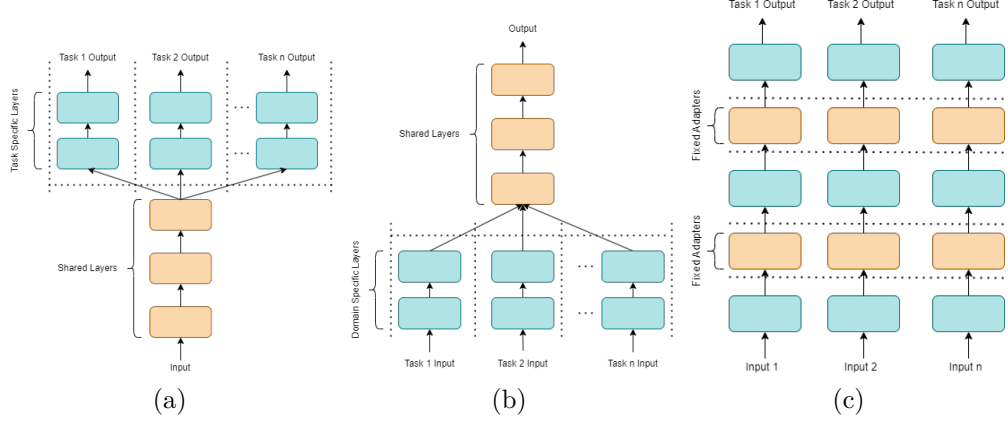 Task 1 Output Task 2 Output Task n Output
Task Specific Layers
...
...
Shared Layers
Input
(a)
Output
Shared Layers
Domain Specific Layers
...
...
Task 1 Input Task 2 Input Task n Input
(b)
Task 1 Output Task 2 Output Task n Output
Fixed Adapters
Fixed Adapters
Input 1 Input 2 Input n
(c)